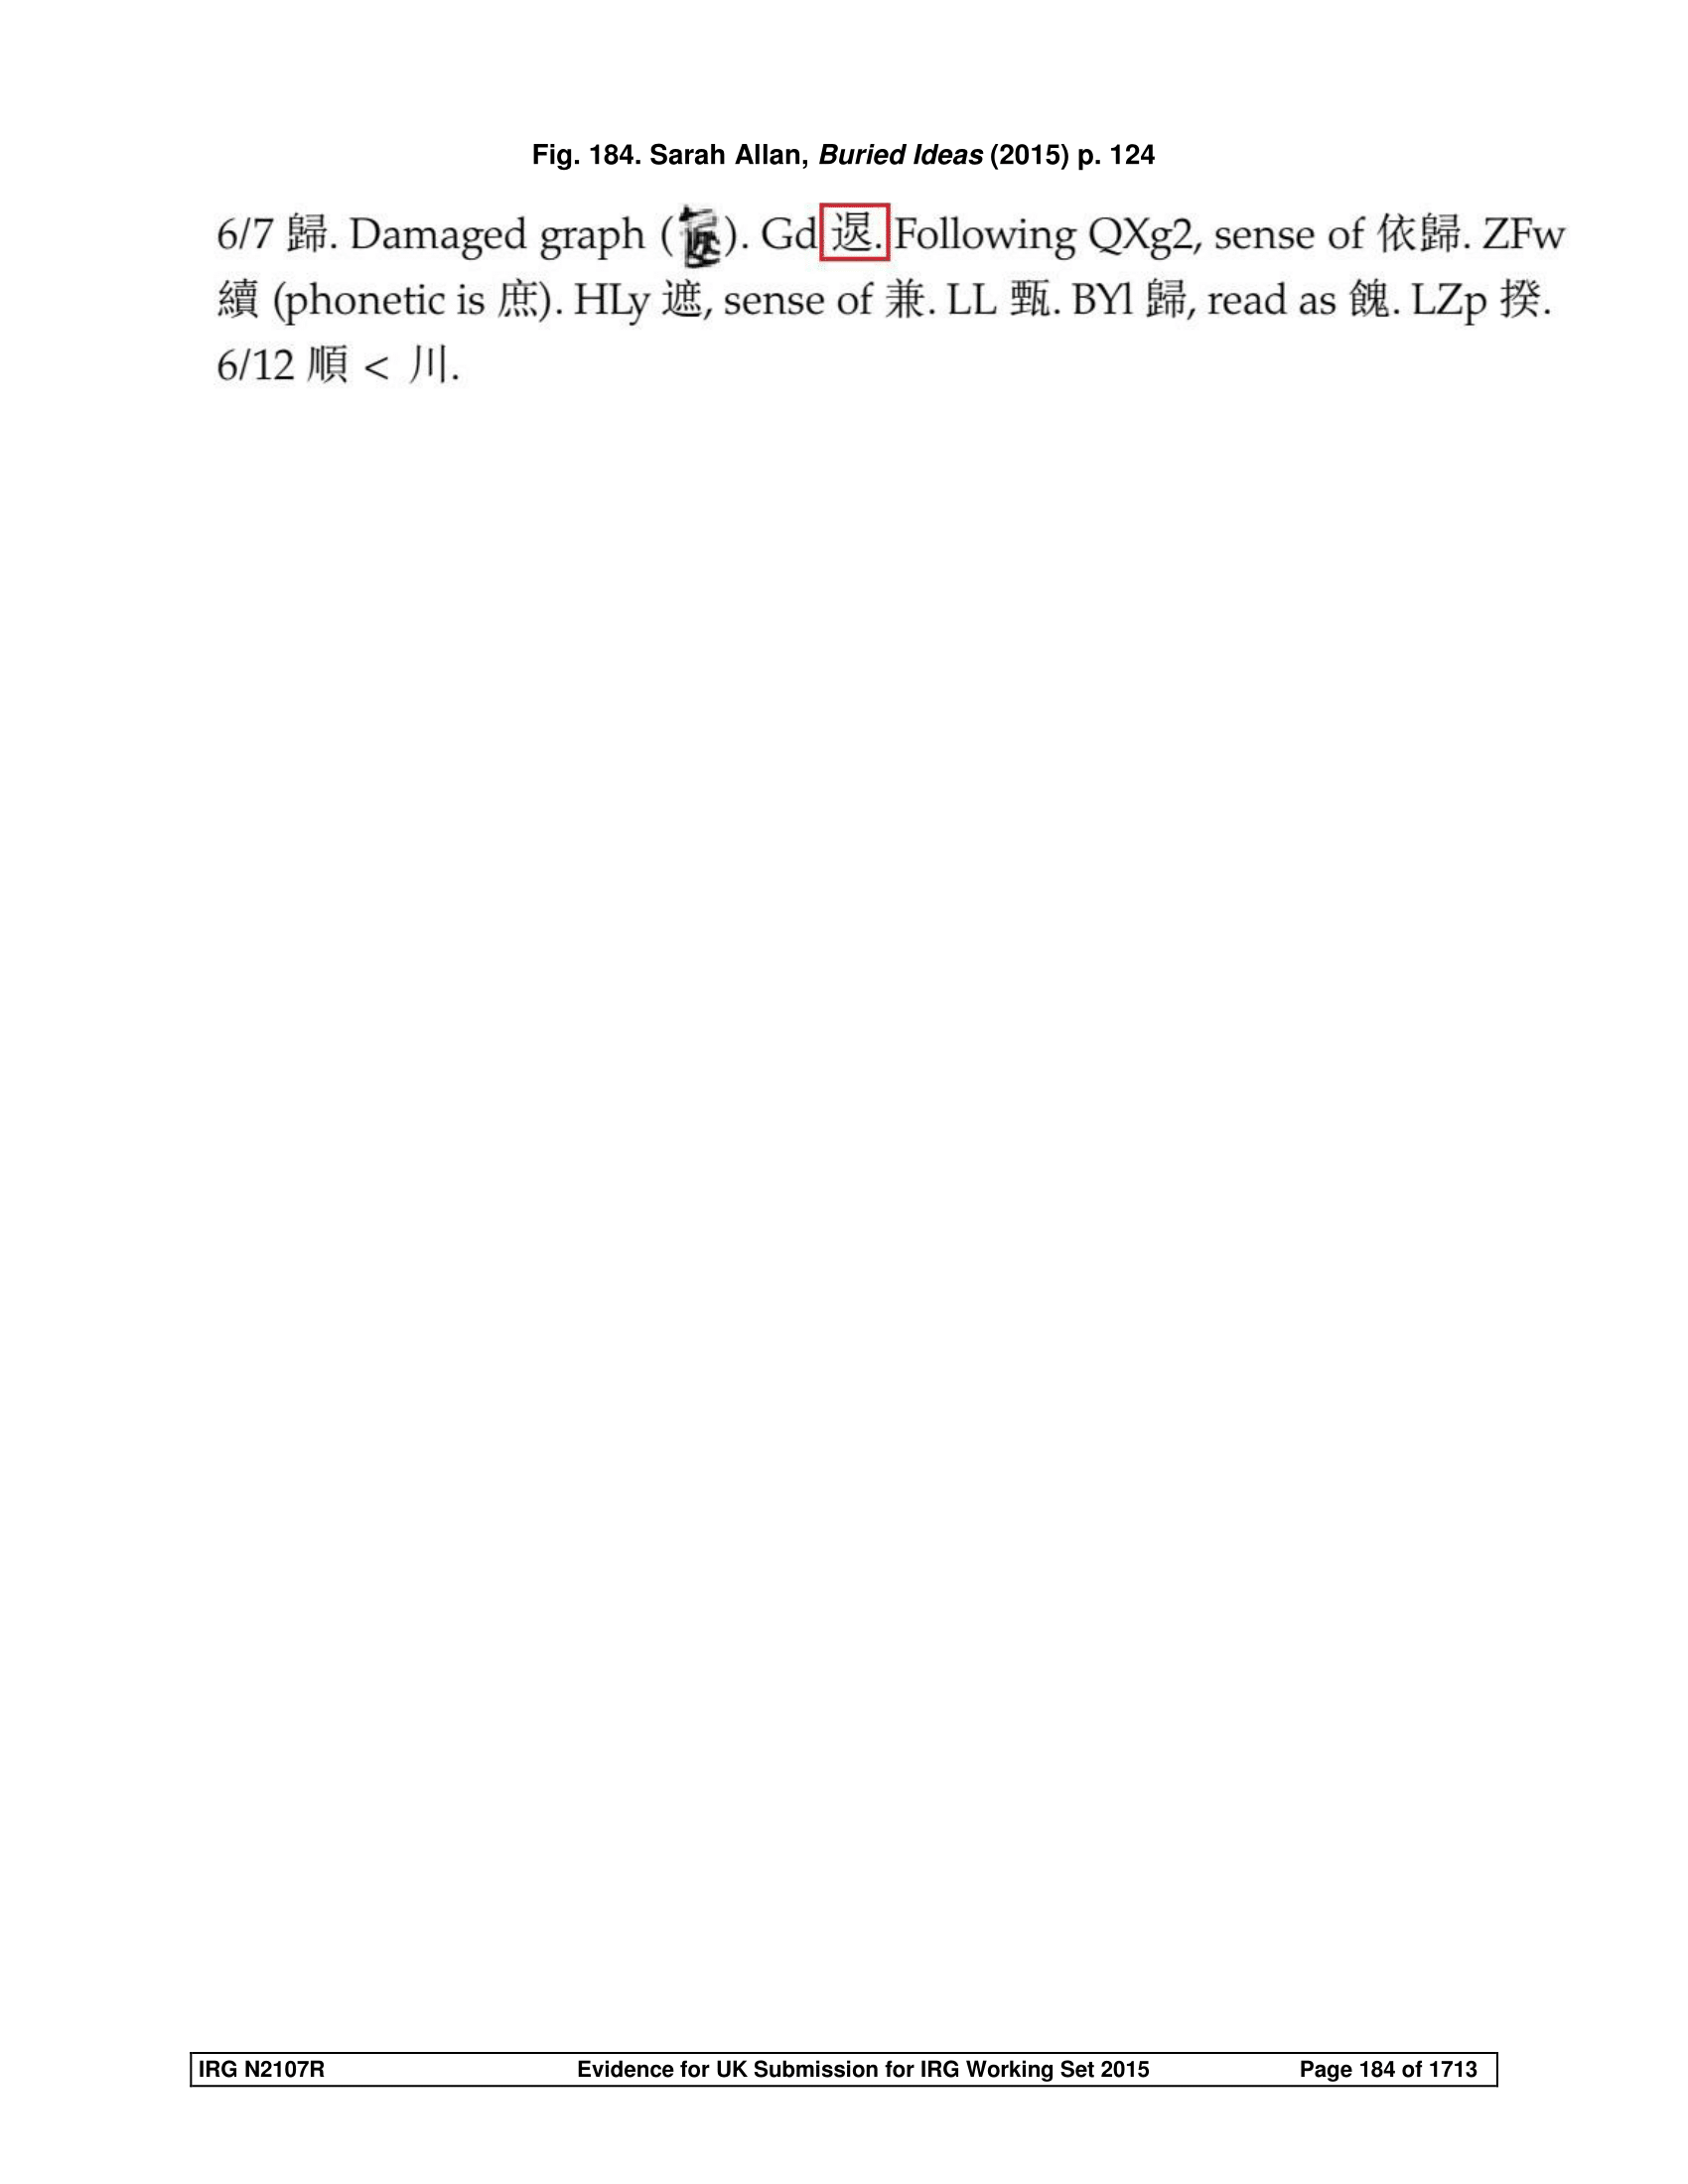 Fig. 184. Sarah Allan, Buried Ideas (2015) p. 124
6/7 歸. Damaged graph ( ). Gd . Following QXg2, sense of 依歸. ZFw
續 (phonetic is 庶). HLy 遮, sense of 兼. LL 甄. BYl 歸, read as 餽. LZp 揆.
6/12 順 < 川.
IRG N2107R Evidence for UK Submission for IRG Working Set 2015 Page 184 of 1713